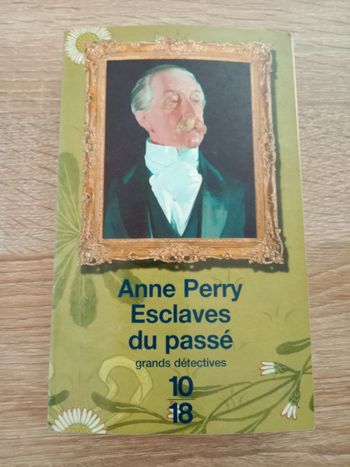 Anne Perry
Esclaves
du passé
grands détectives
10
18